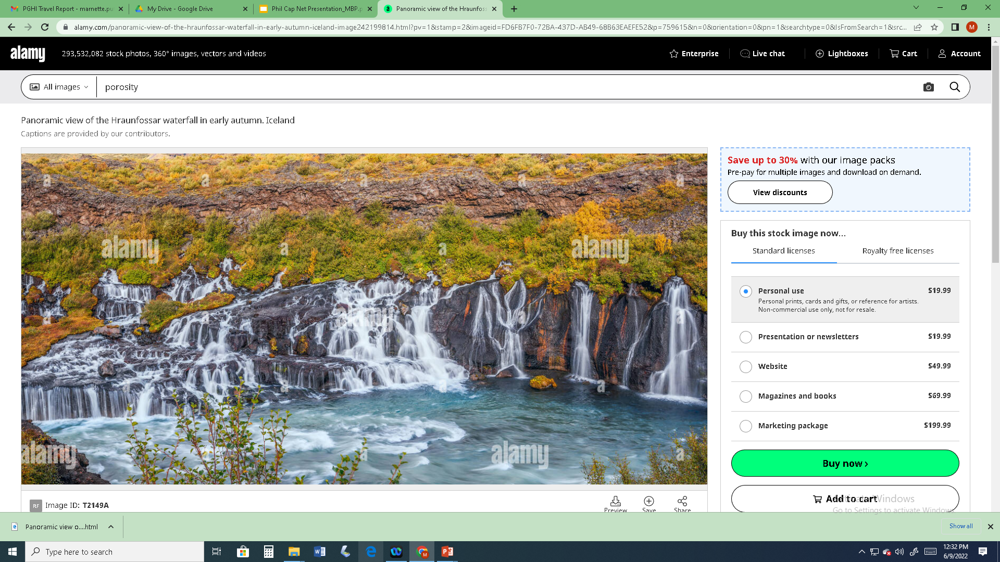 PGHI Travel Report - marnette.pu
My Drive - Google Drive
Phil Cap Net Presentation_MBP.p
Panoramic view of the Hraunfoss
alamy.com/panoramic-view-of-the-hraunfossar-waterfall-in-early-autumn-iceland-image242199814.html?pv=1&stamp=2&imageid=FD6FB7F0-72BA-437D-AB49-68B63EAEFE52&p=759615&n=0&orientation=0&pn=1&searchtype=0&IsFromSearch=1&src...
M
alamy
293,532,082 stock photos, 360° images, vectors and videos
Enterprise
Live chat
Lightboxes
Cart
Account
All images
porosity
Panoramic view of the Hraunfossar waterfall in early autumn. Iceland
Captions are provided by our contributors.
a a a a a
alamy a a alamy
a a alamy a a
a a a a
alamy a a alamy a
Save up to 30% with our image packs
Pre-pay for multiple images and download on demand.
View discounts
Buy this stock image now...
Standard licenses
Royalty free licenses
Personal use $19.99
Personal prints, cards and gifts, or reference for artists.
Non-commercial use only, not for resale.
Presentation or newsletters $19.99
Website $49.99
Magazines and books $69.99
Marketing package $199.99
Buy now ›
Add to cart
Activate Windows
Go to Settings to activate Windows.
RF Image ID: T2149A
Preview
Save
Share
Panoramic view o....html
Show all
Type here to search
12:32 PM
6/9/2022